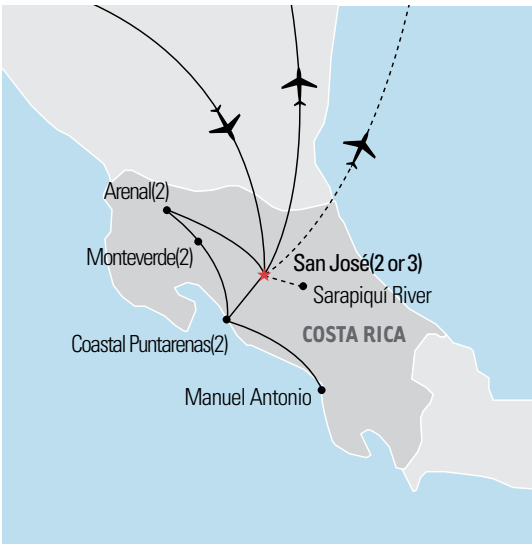 Arenal(2)
Monteverde(2)
San José(2 or 3)
Sarapiquí River
COSTA RICA
Coastal Puntarenas(2)
Manuel Antonio